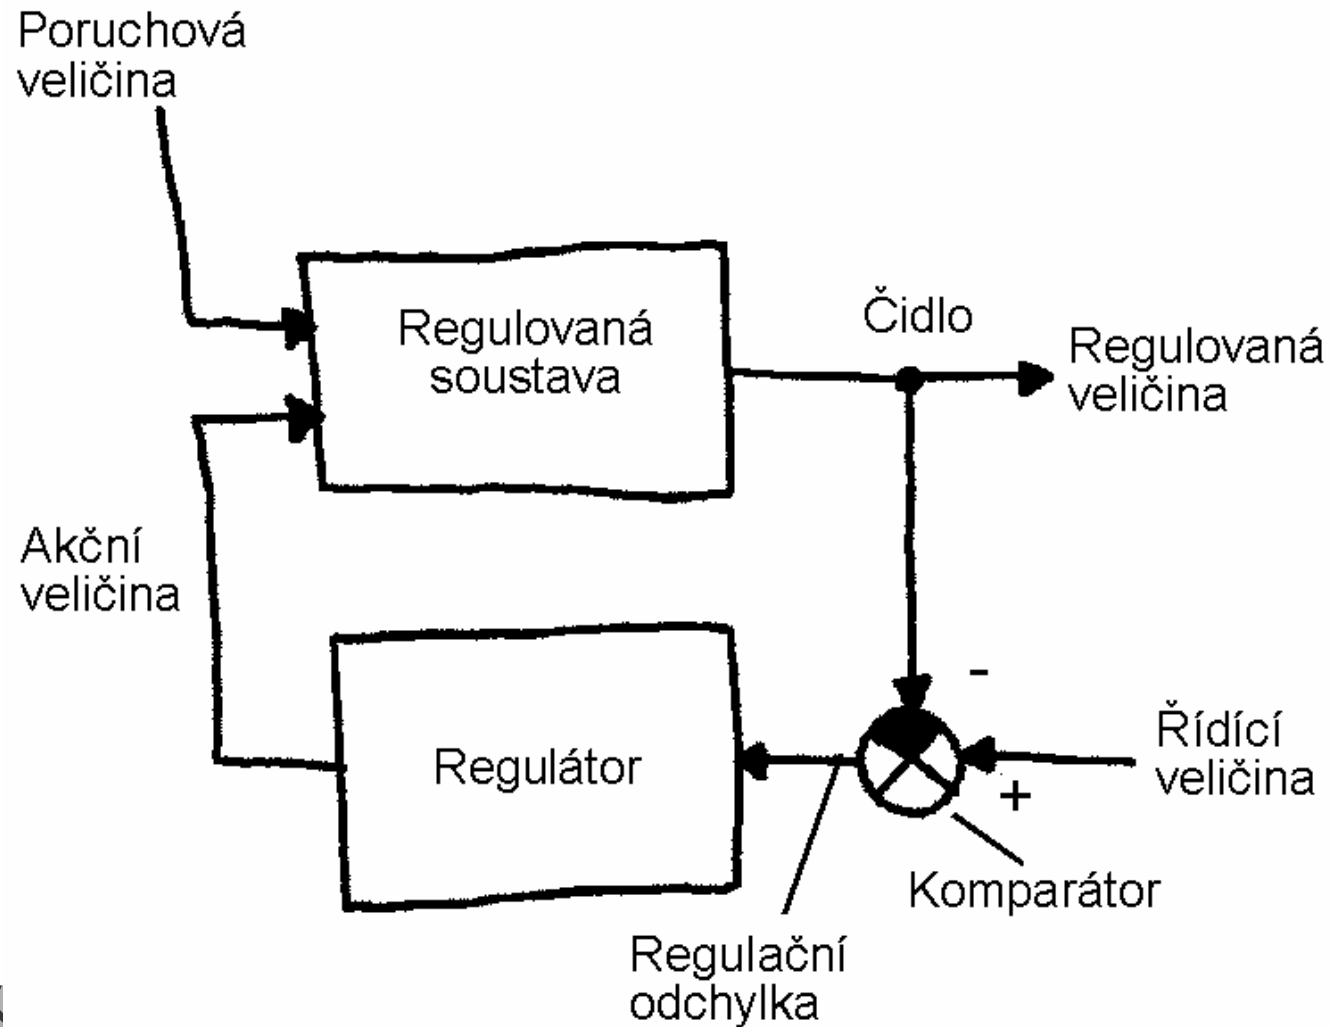 Poruchová
veličina
Regulovaná
soustava
Čidlo
Regulovaná
veličina
Akční
veličina
-
Regulátor
+
Řídící
veličina
Komparátor
Regulační
odchylka